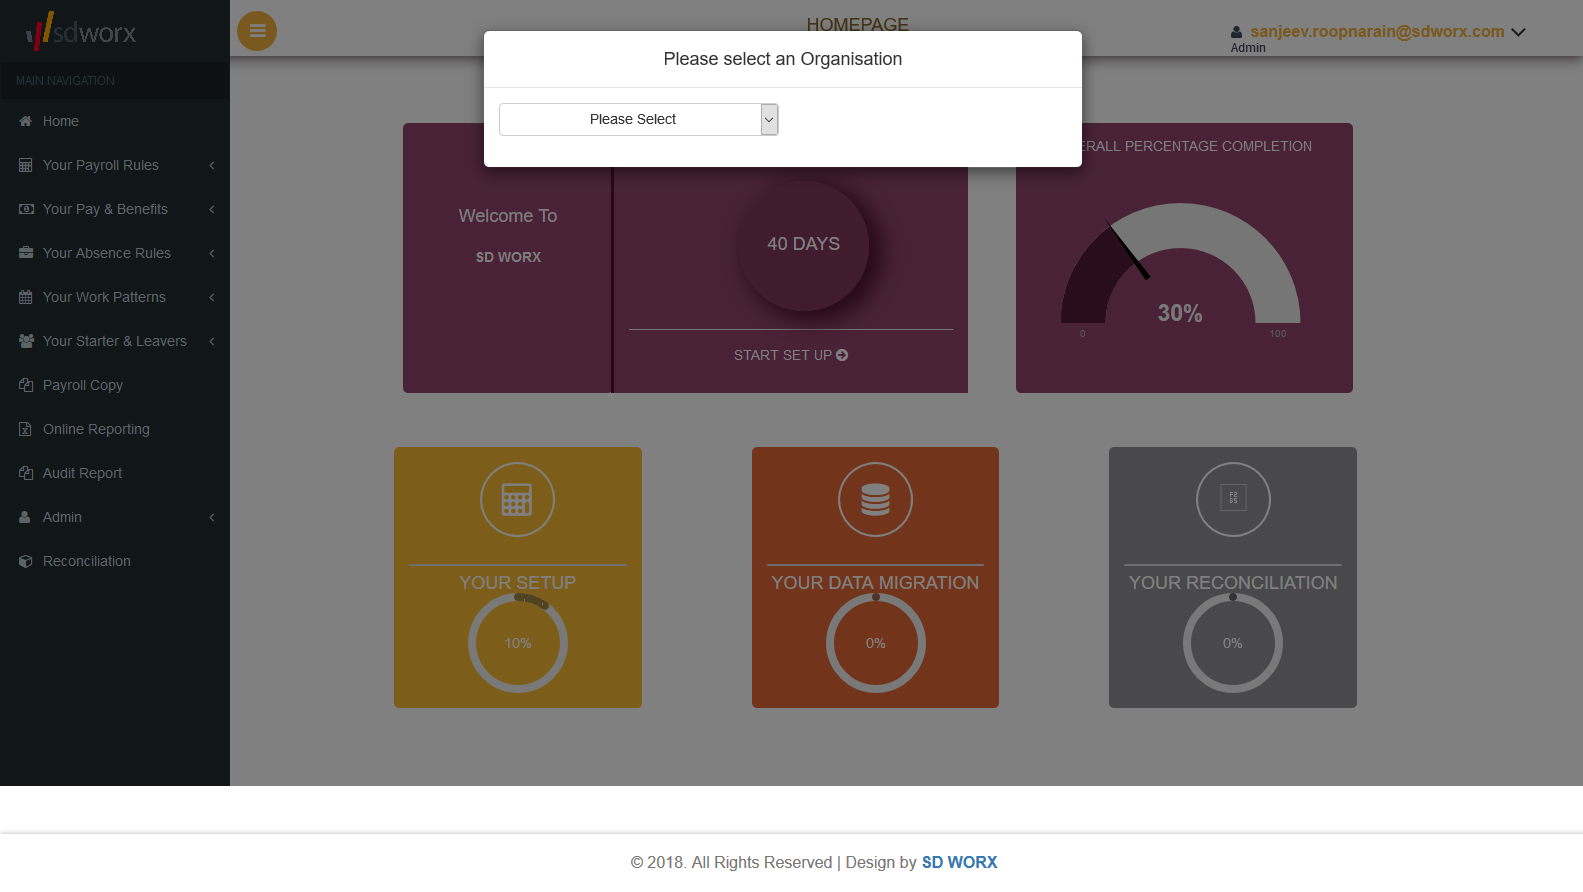 sdworx
HOMEPAGE
sanjeev.roopnarain@sdworx.com
Admin
MAIN NAVIGATION
Home
Your Payroll Rules
Your Pay & Benefits
Your Absence Rules
Your Work Patterns
Your Starter & Leavers
Payroll Copy
Online Reporting
Audit Report
Admin
Reconciliation
Please select an Organisation
Please Select
Welcome To
SD WORX
40 DAYS
START SET UP
ERALL PERCENTAGE COMPLETION
30%
0
100
YOUR SETUP
10%
YOUR DATA MIGRATION
0%
YOUR RECONCILIATION
0%
© 2018. All Rights Reserved | Design by SD WORX